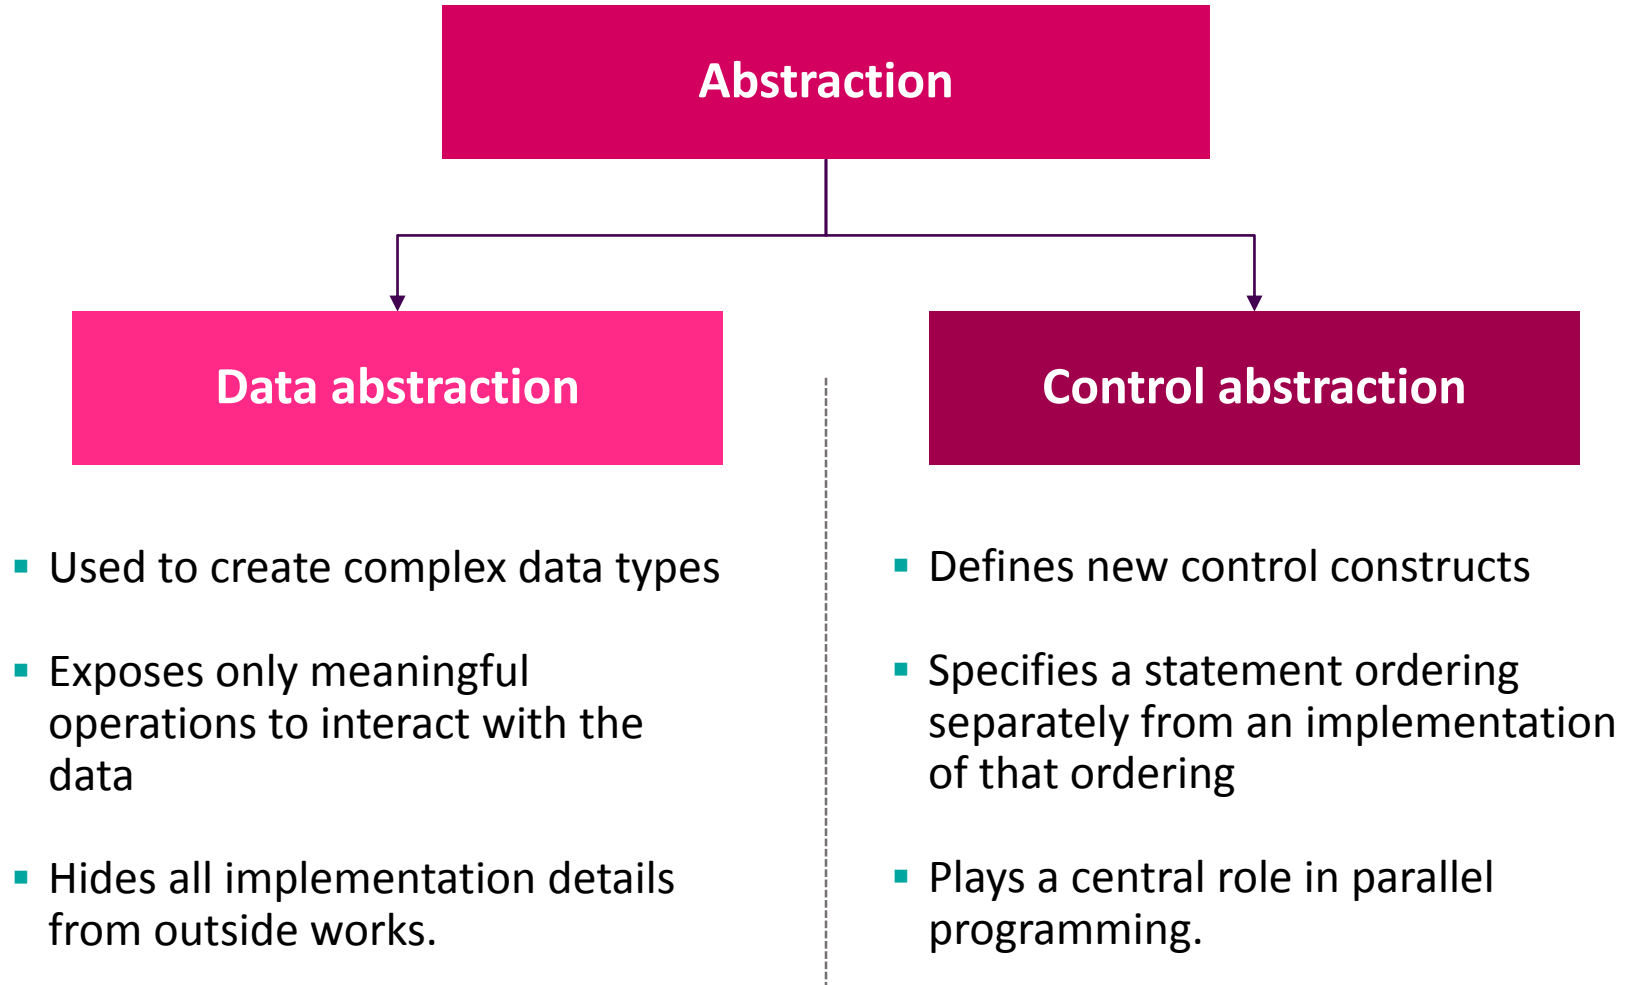 Abstraction
Data abstraction
Control abstraction
▪ Used to create complex data types
▪ Exposes only meaningful
operations to interact with the
data
▪ Hides all implementation details
from outside works.
▪ Defines new control constructs
▪ Specifies a statement ordering
separately from an implementation
of that ordering
▪ Plays a central role in parallel
programming.